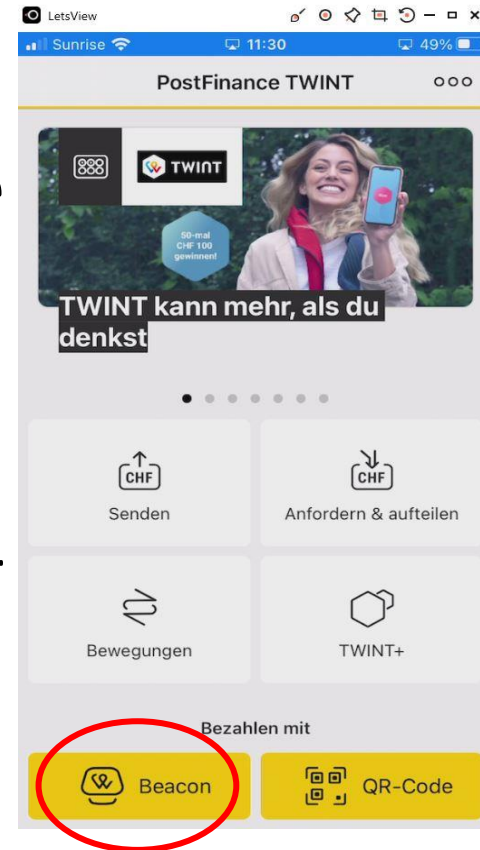 LetsView
Sunrise 11:30 49%
PostFinance TWINT
TWINT
50-mal
CHF 100
gewinnen!
TWINT kann mehr, als du
denkst
CHF CHF
Senden Anfordern & aufteilen
Bewegungen TWINT+
Bezahlen mit
Beacon QR-Code